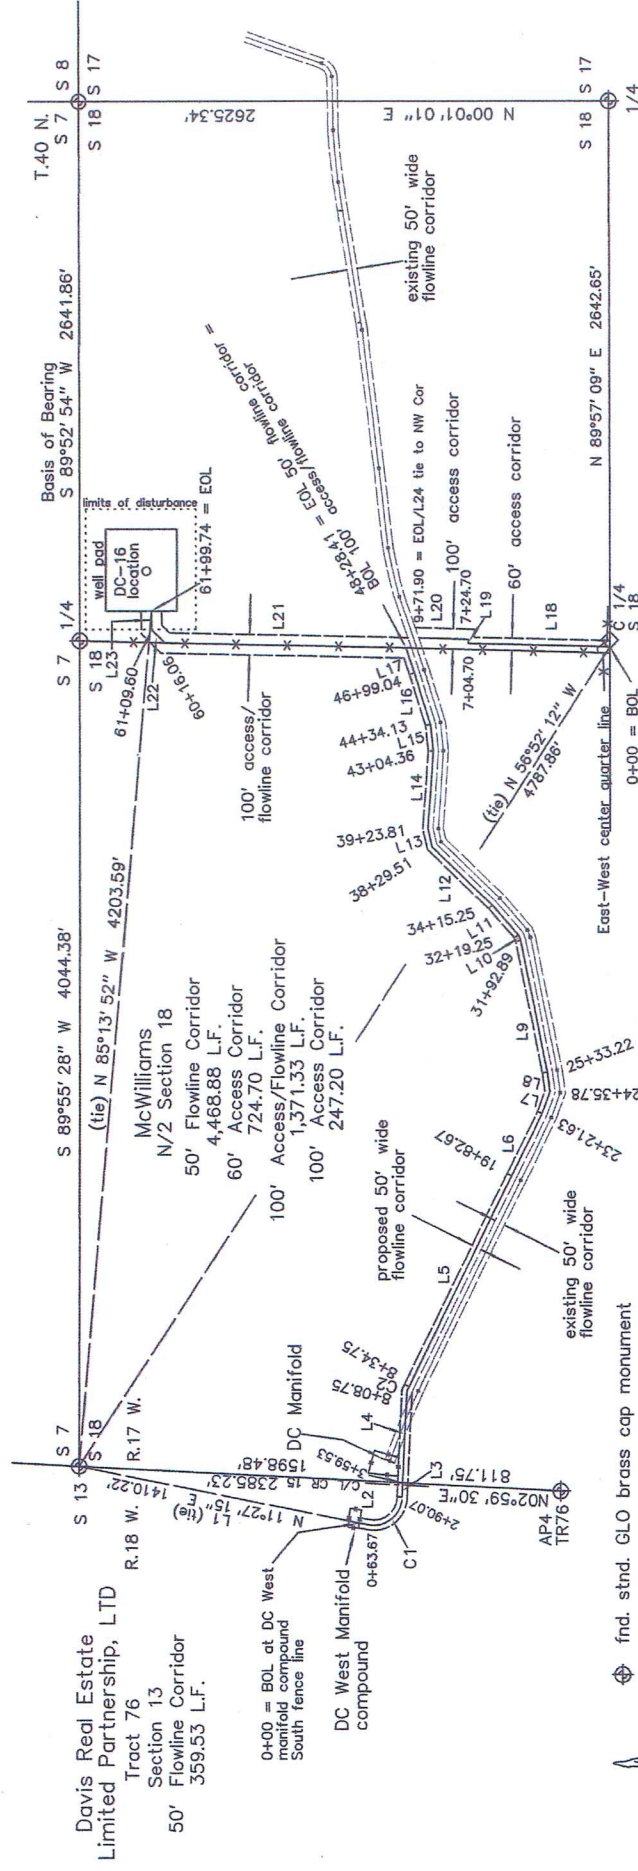 Davis Real Estate
Limited Partnership, LTD
Tract 76
Section 13
50' Flowline Corridor
359.53 L.F.
0+00 = BOL at DC West
manifold compound
South fence line
DC West Manifold
compound
S 13
S 7
S 18
R.18 W.
R.17 W.
L1 (tie)
N 11°27' 15"
1410.22'
C/L CR 15 2385.23'
1598.48'
DC Manifold
L2
0+63.67
C1
2+90.07
3+59.53
L3
811.75'
N02°59' 30"E
AP4
TR76
L4
8+08.75
C2
8+34.75
L5
proposed 50' wide
flowline corridor
existing 50' wide
flowline corridor
19+82.67
L6
23+21.63
L7
24+35.78
L8
25+33.22
L9
31+92.89
L10
32+19.25
L11
34+15.25
L12
38+29.51
L13
39+23.81
L14
43+04.36
L15
44+34.13
L16
46+99.04
L17
S 89°55' 28" W 4044.38'
(tie) N 85°13' 52" W 4203.59'
McWilliams
N/2 Section 18
50' Flowline Corridor
4,468.88 L.F.
60' Access Corridor
724.70 L.F.
100' Access/Flowline Corridor
1,371.33 L.F.
100' Access Corridor
247.20 L.F.
(tie) N 56°52' 12" W
4787.86'
East-West center quarter line
0+00 = BOL
C 1/4
S 18
S 7
1/4
S 18
L23
61+09.60
L22
60+16.06
100' access/
flowline corridor
L21
well pad
DC-16
location
limits of disturbance
61+99.74 = EOL
Basis of Bearing
S 89°52' 54" W 2641.86'
48+28.41 = EOL 50' flowline corridor =
BOL 100' access/flowline corridor
9+71.90 = EOL/L24 tie to NW Cor
L20
100' access corridor
7+24.70
L19
7+04.70
60' access corridor
L18
existing 50' wide
flowline corridor
N 89°57' 09" E 2642.65'
T.40 N.
S 7
S 8
S 18
S 17
2625.34'
N 00°01' 01" E
S 18
S 17
1/4
fnd. stnd. GLO brass cap monument